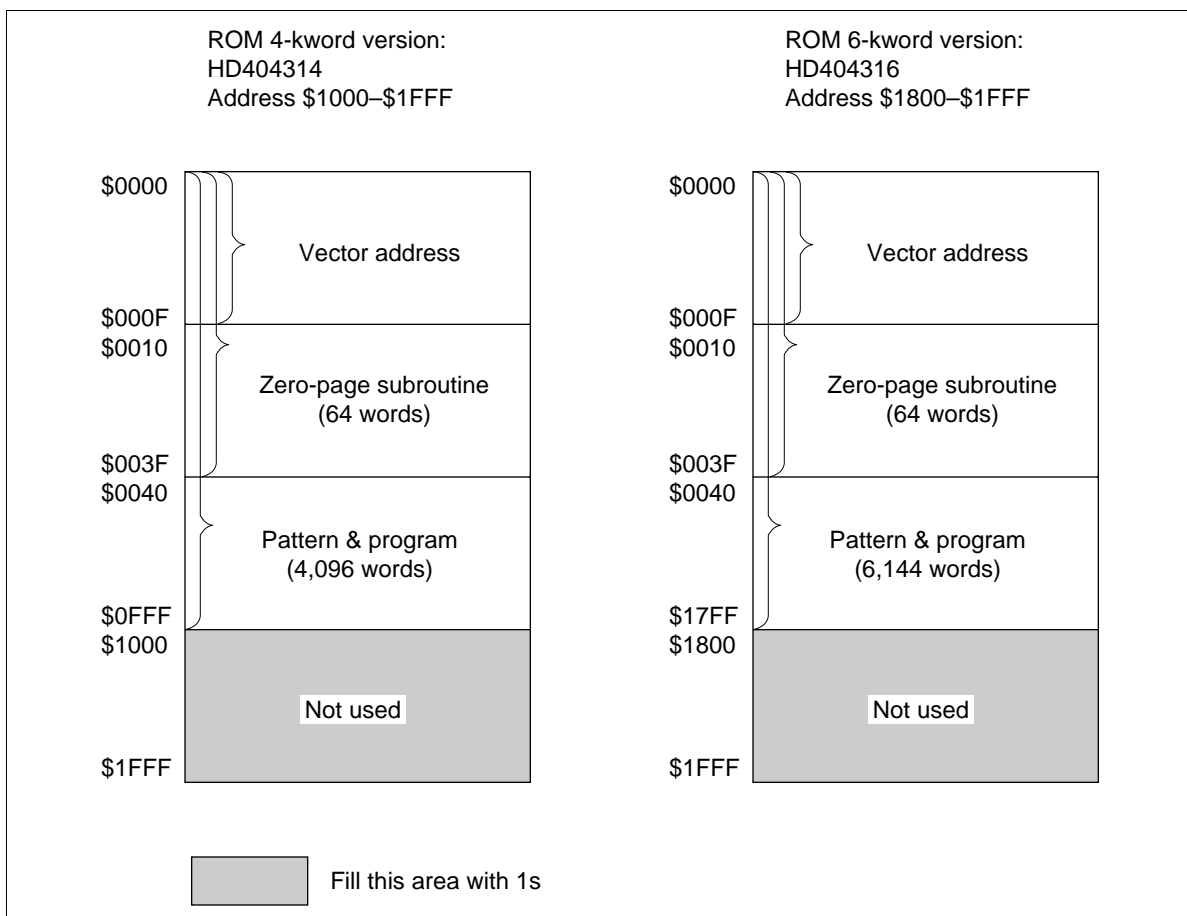 ROM 4-kword version:
HD404314
Address $1000–$1FFF
$0000
Vector address
$000F
$0010
Zero-page subroutine
(64 words)
$003F
$0040
Pattern & program
(4,096 words)
$0FFF
$1000
Not used
$1FFF
ROM 6-kword version:
HD404316
Address $1800–$1FFF
$0000
Vector address
$000F
$0010
Zero-page subroutine
(64 words)
$003F
$0040
Pattern & program
(6,144 words)
$17FF
$1800
Not used
$1FFF
Fill this area with 1s